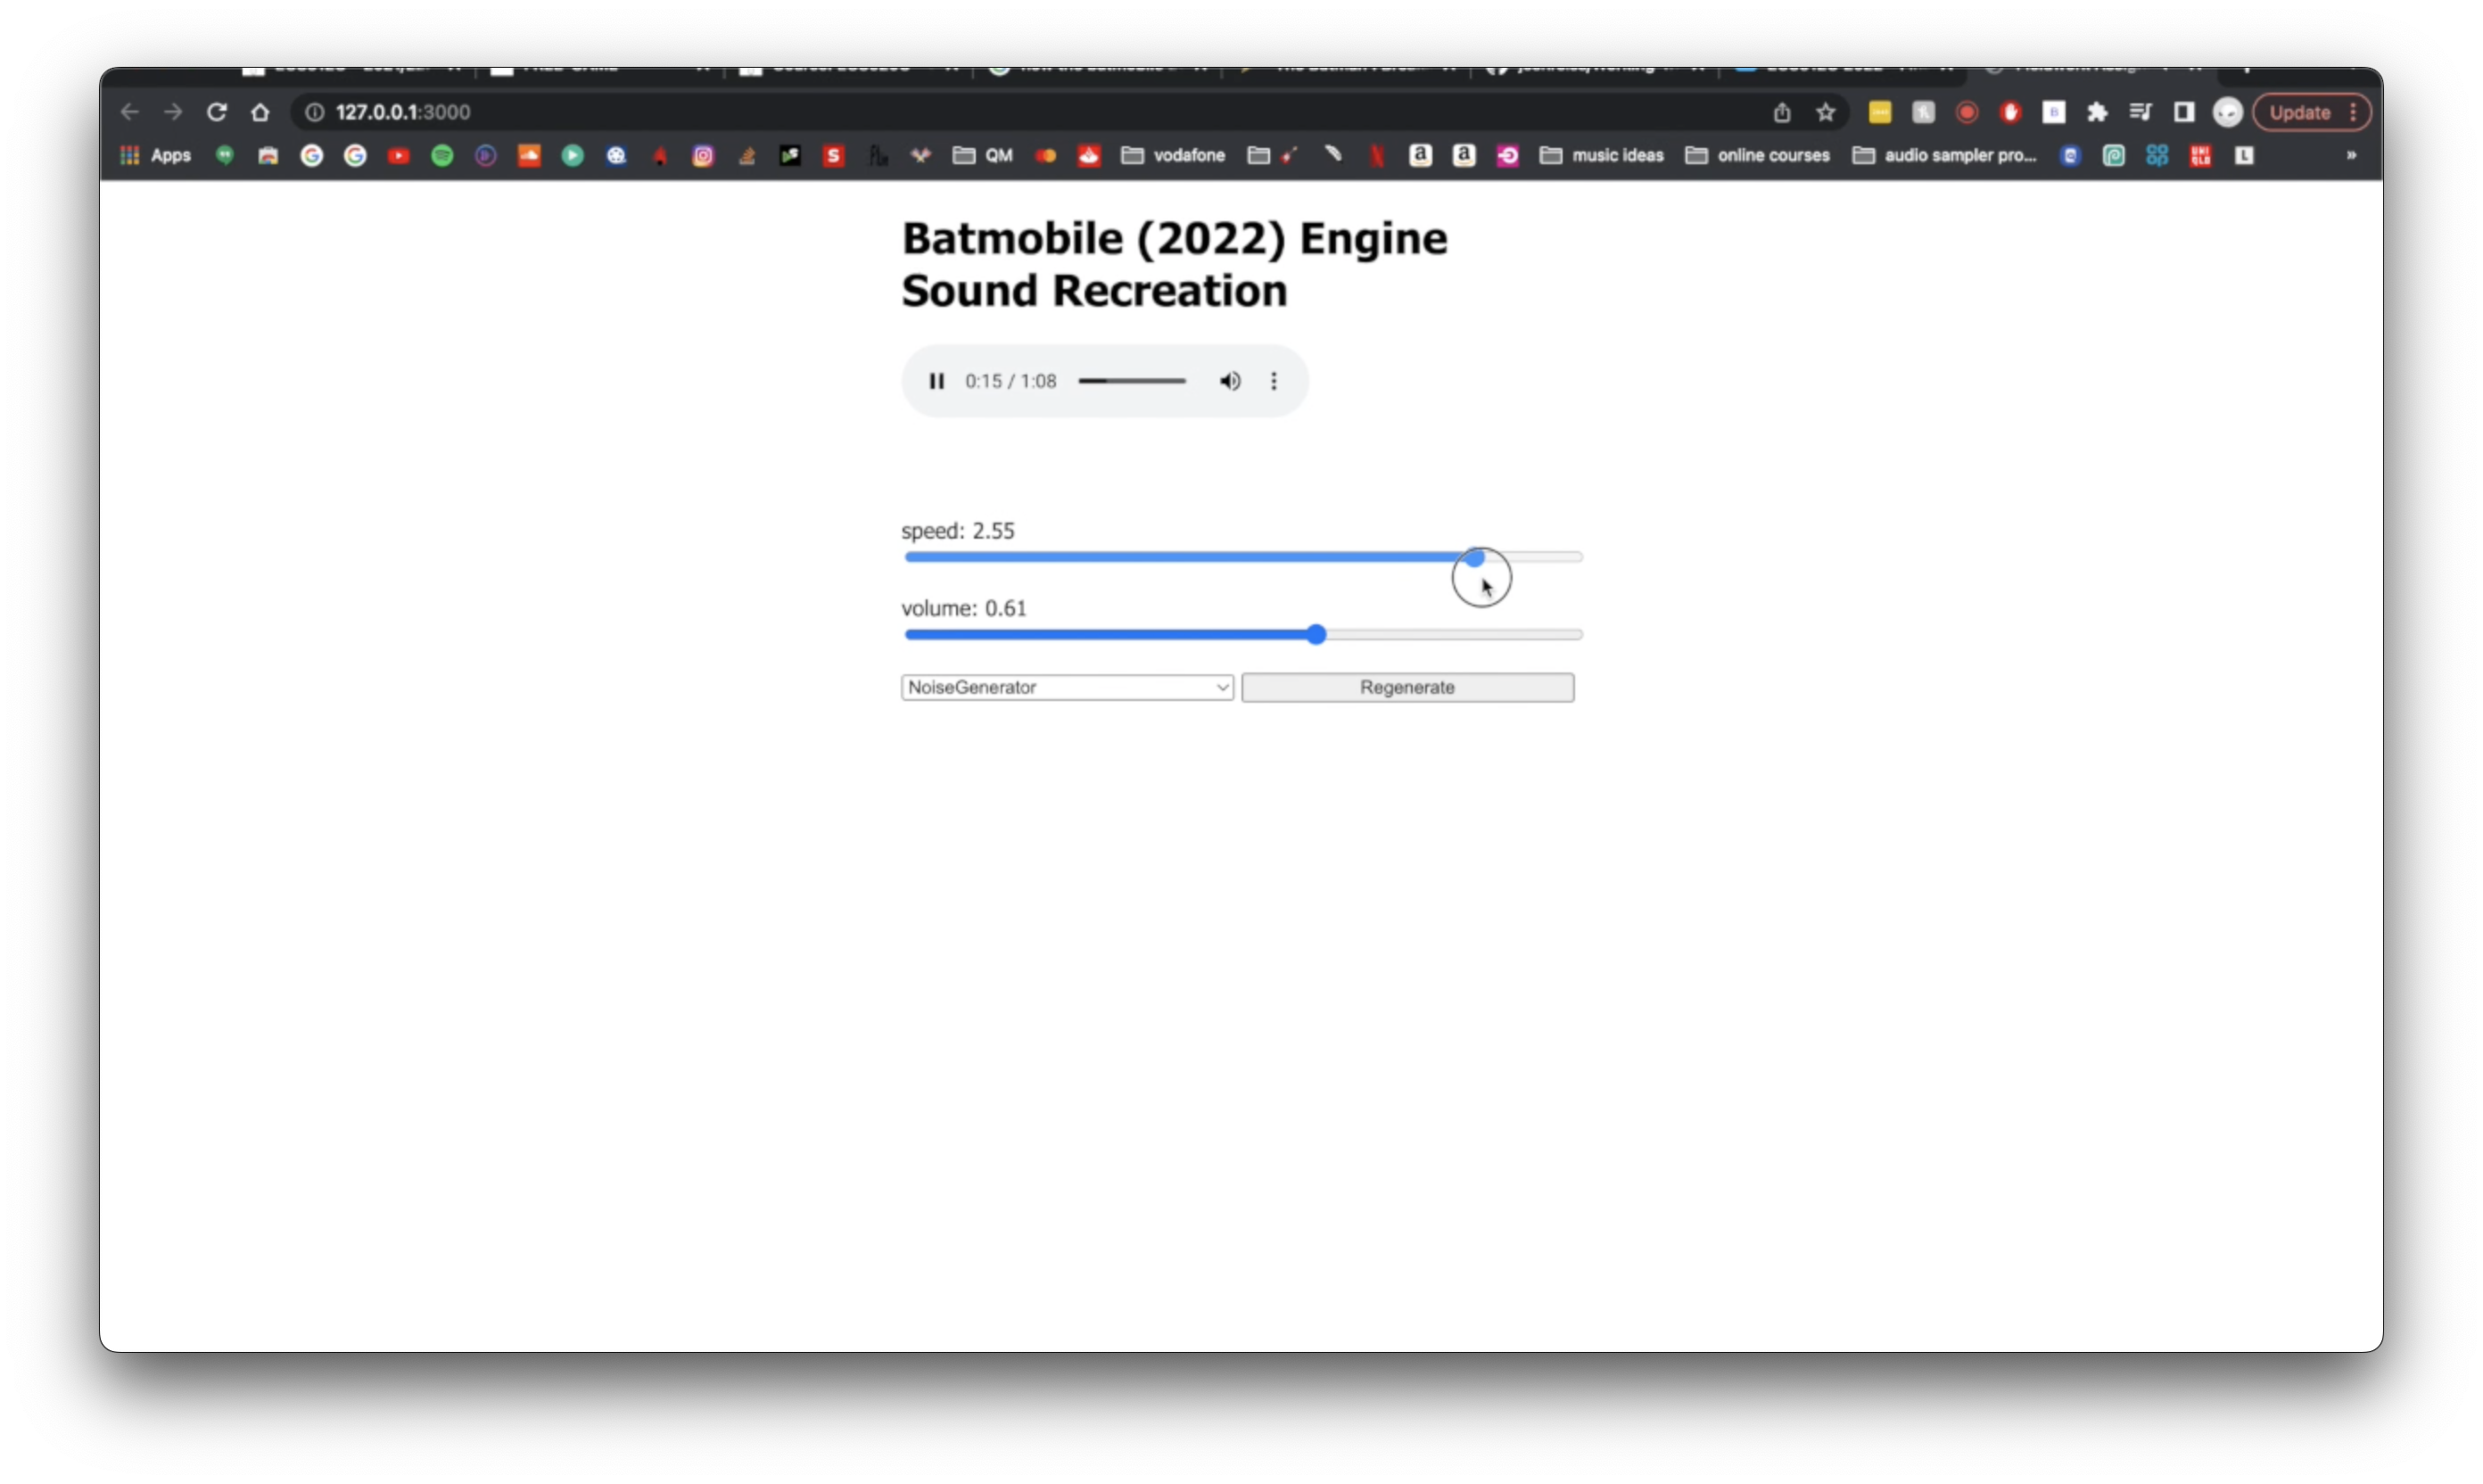 127.0.0.1:3000
Update
Apps
QM
vodafone
music ideas
online courses
audio sampler pro...
»
Batmobile (2022) Engine
Sound Recreation
0:15 / 1:08
speed: 2.55
volume: 0.61
NoiseGenerator
Regenerate